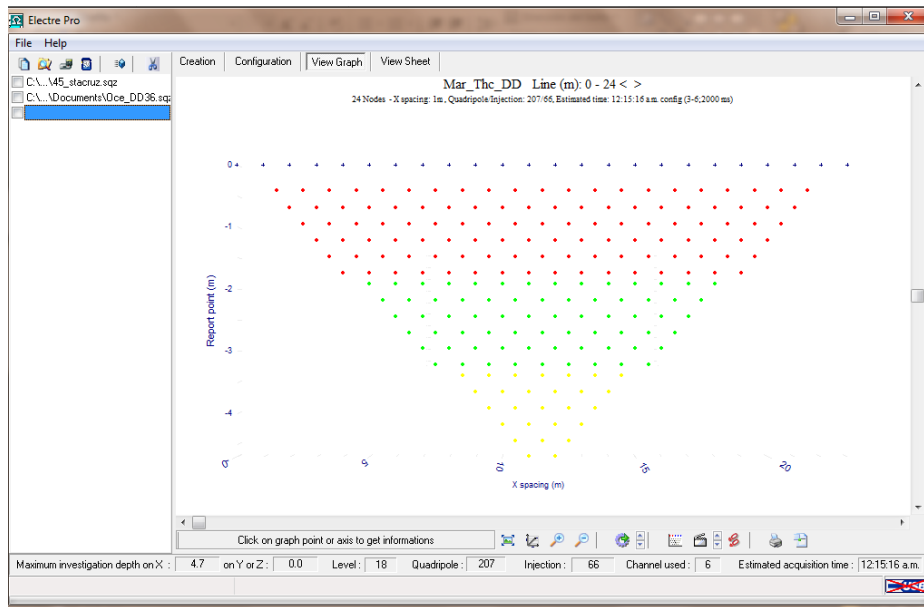 Electre Pro
File Help
Creation Configuration View Graph View Sheet
C:\...\45_stacruz.sqz
C:\...\Documents\Oce_DD36.sqz
Mar_Thc_DD Line (m): 0 - 24 < >
24 Nodes - X spacing: 1m, Quadripole/Injection: 207/66, Estimated time: 12:15:16 a.m. config (3-6;2000 ms)
0
-1
-2
-3
-4
Report point (m)
0 5 10 15 20
X spacing (m)
Click on graph point or axis to get informations
Maximum investigation depth on X : 4.7 on Y or Z : 0.0 Level : 18 Quadripole : 207 Injection : 66 Channel used : 6 Estimated acquisition time : 12:15:16 a.m.